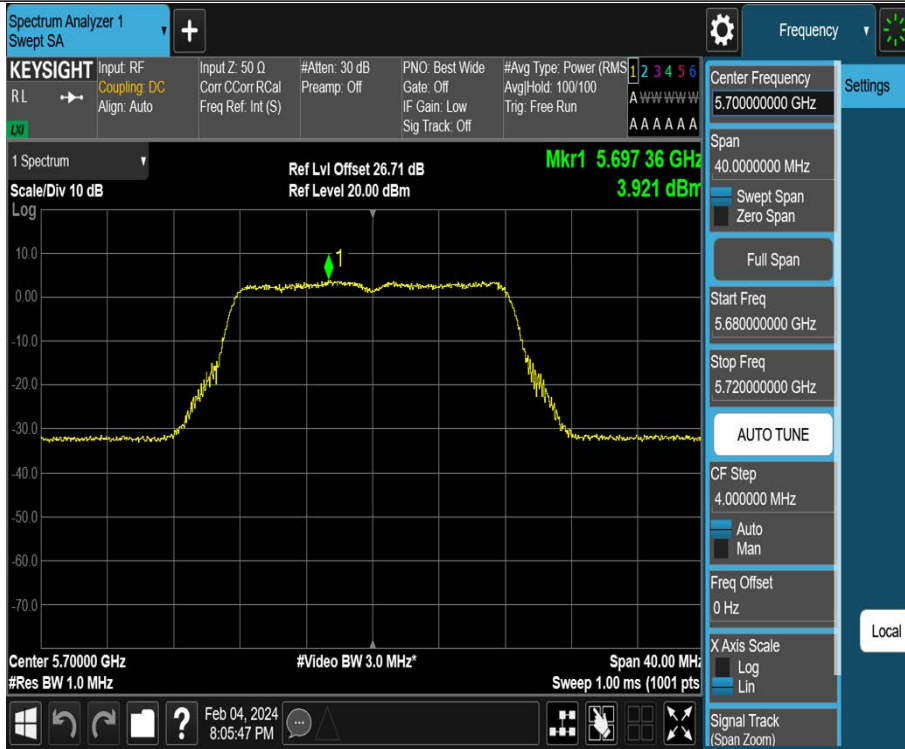 Spectrum Analyzer 1
Swept SA
+
Frequency
KEYSIGHT
R L
LXI
Input: RF
Coupling: DC
Align: Auto
Input Z: 50 Ω
Corr CCorr RCal
Freq Ref: Int (S)
#Atten: 30 dB
Preamp: Off
PNO: Best Wide
Gate: Off
IF Gain: Low
Sig Track: Off
#Avg Type: Power (RMS
Avg|Hold: 100/100
Trig: Free Run
1 2 3 4 5 6
A W W W W W
A A A A A A
1 Spectrum
Scale/Div 10 dB
Log
Ref Lvl Offset 26.71 dB
Ref Level 20.00 dBm
Mkr1 5.697 36 GHz
3.921 dBm
1
10.0
0.00
-10.0
-20.0
-30.0
-40.0
-50.0
-60.0
-70.0
Center 5.70000 GHz
#Res BW 1.0 MHz
#Video BW 3.0 MHz*
Span 40.00 MHz
Sweep 1.00 ms (1001 pts
Feb 04, 2024
8:05:47 PM
?
Center Frequency
5.700000000 GHz
Span
40.0000000 MHz
Swept Span
Zero Span
Full Span
Start Freq
5.680000000 GHz
Stop Freq
5.720000000 GHz
AUTO TUNE
CF Step
4.000000 MHz
Auto
Man
Freq Offset
0 Hz
X Axis Scale
Log
Lin
Signal Track
(Span Zoom)
Settings
Local